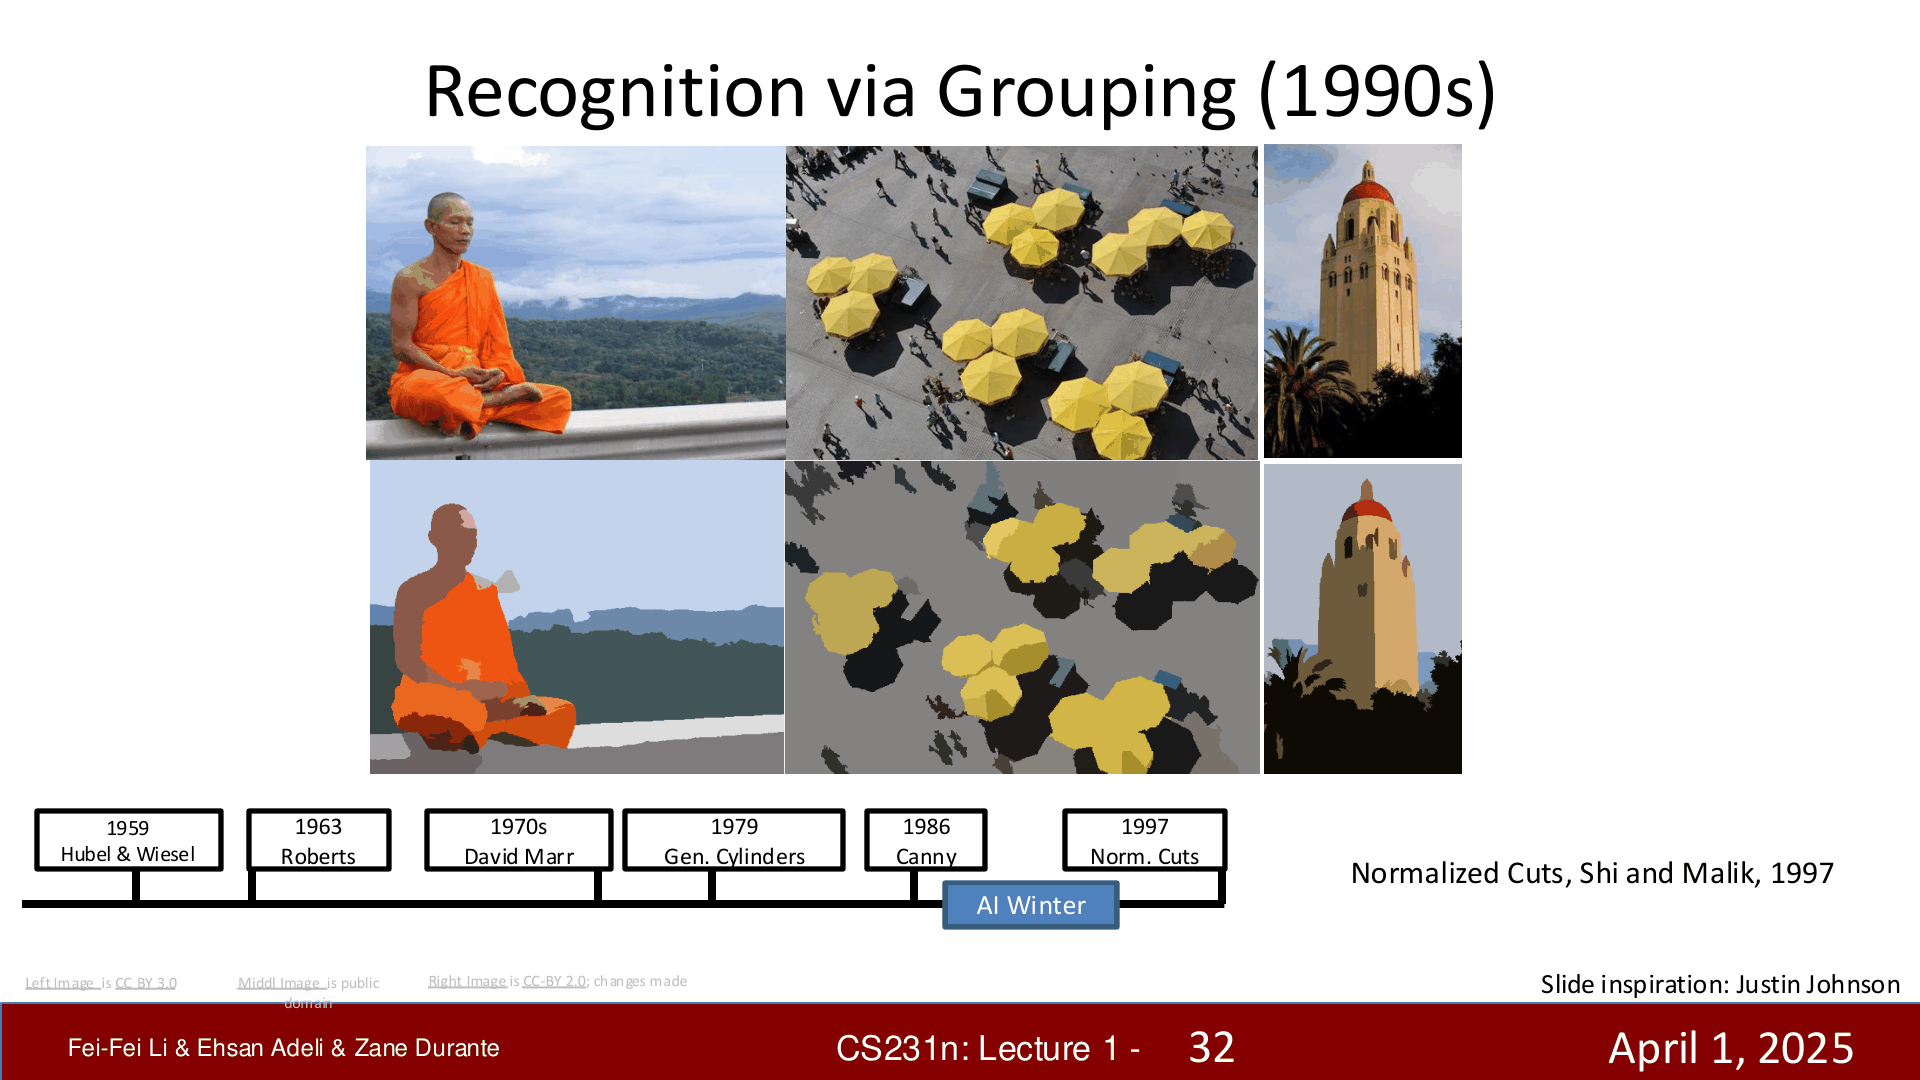 Recognition via Grouping (1990s)
1959
Hubel & Wiesel
1963
Roberts
1970s
David Marr
1979
Gen. Cylinders
1986
Canny
1997
Norm. Cuts
AI Winter
Normalized Cuts, Shi and Malik, 1997
Left Image is CC BY 3.0
Middl Image is public
domain
Right Image is CC-BY 2.0; changes made
Slide inspiration: Justin Johnson
Fei-Fei Li & Ehsan Adeli & Zane Durante
CS231n: Lecture 1 - 32
April 1, 2025